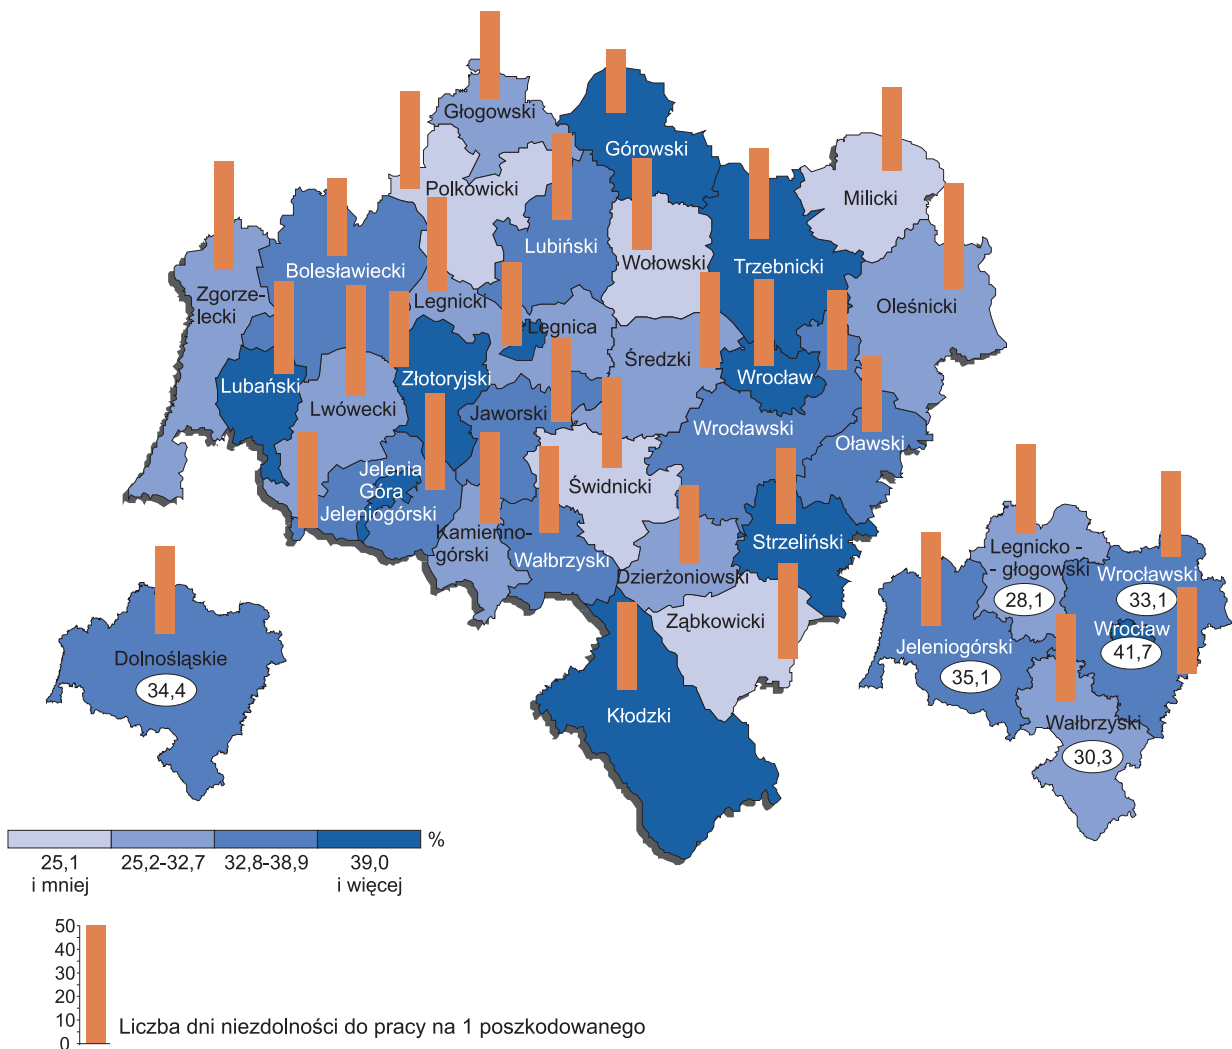 Głogowski
Górowski
Milicki
Polkowicki
Lubiński
Wołowski
Trzebnicki
Bolesławiecki
Zgorze-
lecki
Legnicki
Legnica
Oleśnicki
Średzki
Wrocław
Lubański
Złotoryjski
Lwówecki
Jaworski
Wrocławski
Oławski
Jelenia
Góra
Jeleniogórski
Świdnicki
Kamienno-
górski
Wałbrzyski
Dzierżoniowski
Strzeliński
Ząbkowicki
Kłodzki
Dolnośląskie
34,4
Legnicko -
- głogowski
28,1
Wrocławski
33,1
Wrocław
41,7
Jeleniogórski
35,1
Wałbrzyski
30,3
%
25,1
i mniej
25,2-32,7
32,8-38,9
39,0
i więcej
50
40
30
20
10
0
Liczba dni niezdolności do pracy na 1 poszkodowanego